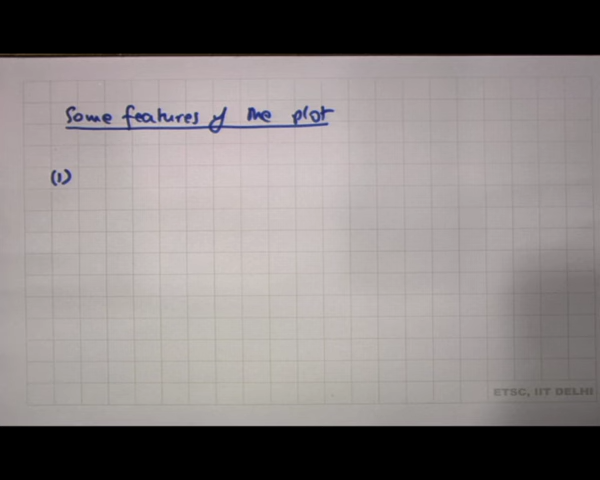 Some features of the plot
(1)
ETSC, IIT DELHI